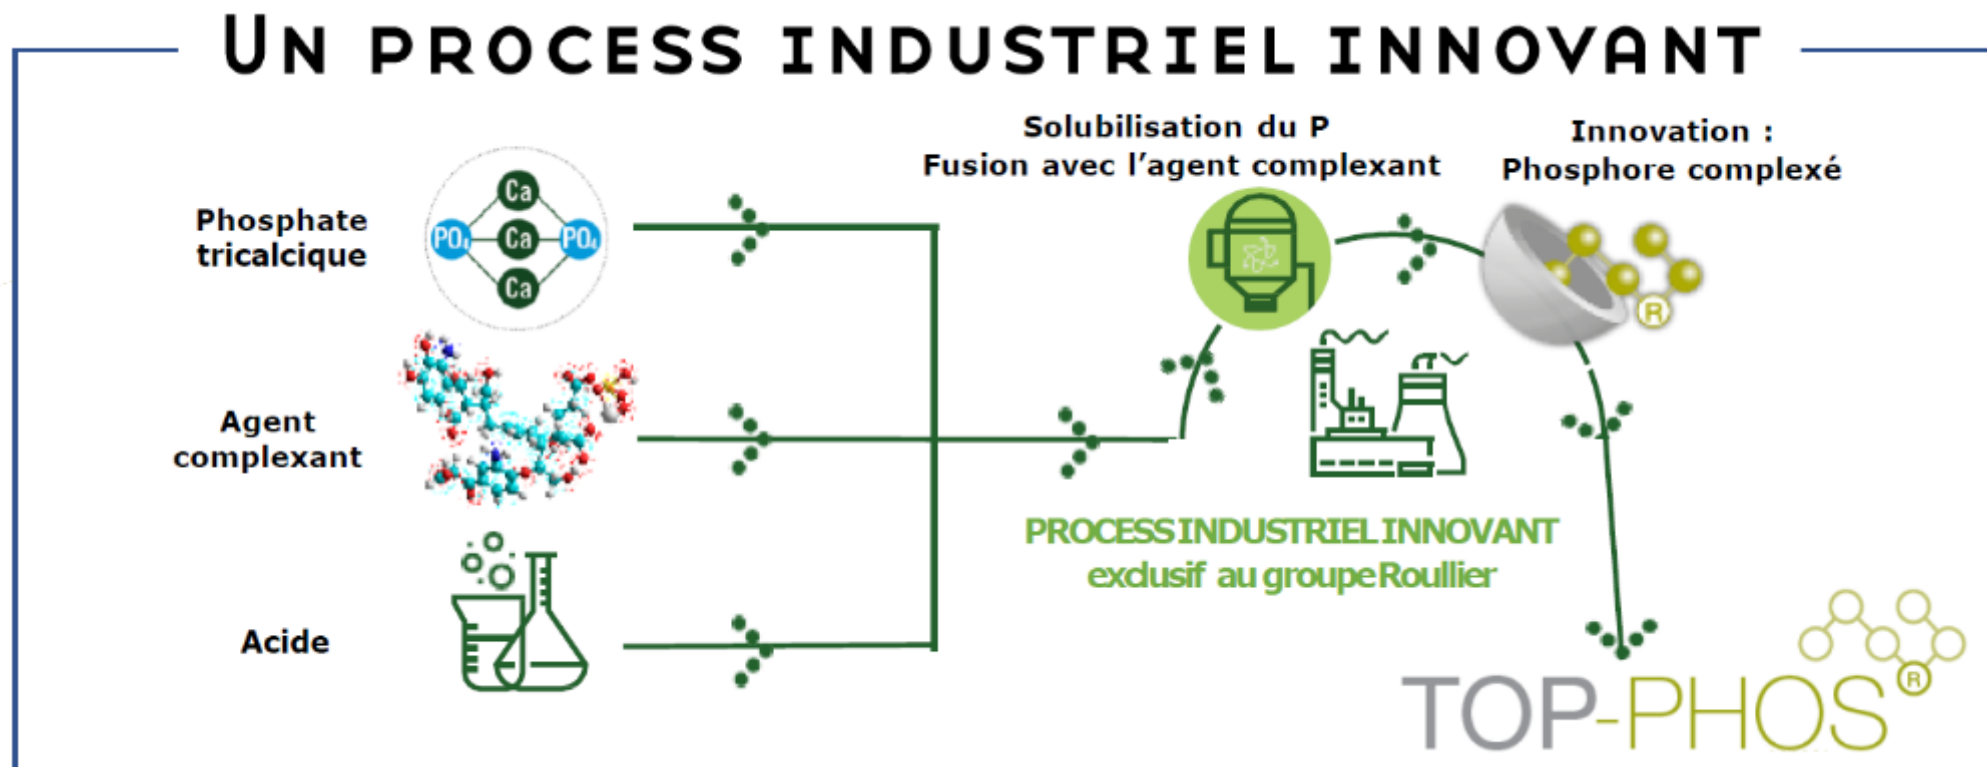 UN PROCESS INDUSTRIEL INNOVANT
Phosphate
tricalcique
Ca
PO₄ Ca PO₄
Ca
Agent
complexant
Acide
Solubilisation du P
Fusion avec l’agent complexant
Innovation :
Phosphore complexé
R
PROCESS INDUSTRIEL INNOVANT
exclusif au groupe Roullier
TOP-PHOS®